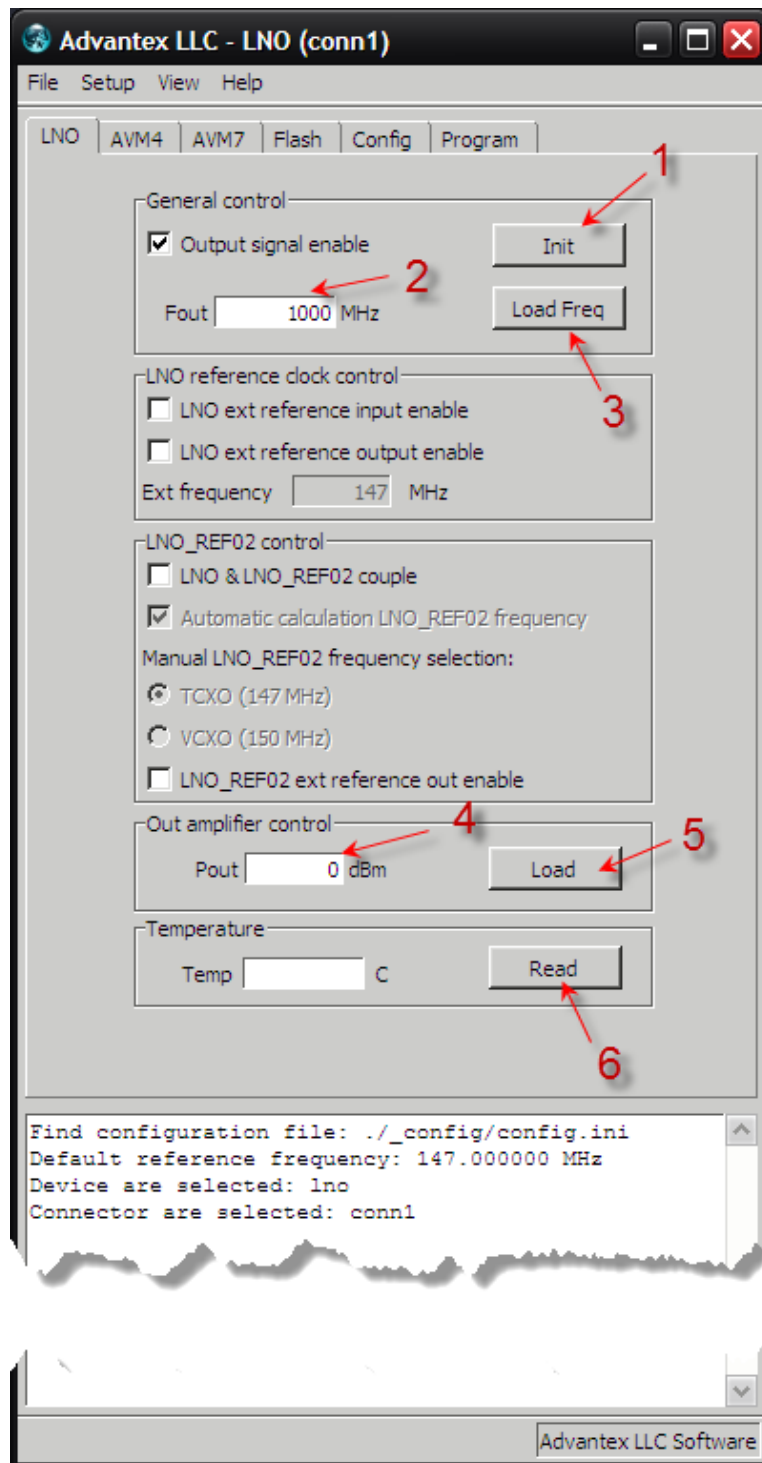 Advantex LLC - LNO (conn1)
File Setup View Help
LNO AVM4 AVM7 Flash Config Program
1
General control
Output signal enable Init
2
Fout 1000 MHz Load Freq
3
LNO reference clock control
LNO ext reference input enable
LNO ext reference output enable
Ext frequency 147 MHz
LNO_REF02 control
LNO & LNO_REF02 couple
Automatic calculation LNO_REF02 frequency
Manual LNO_REF02 frequency selection:
TCXO (147 MHz)
VCXO (150 MHz)
LNO_REF02 ext reference out enable
Out amplifier control
4
5
Pout 0 dBm Load
Temperature
Temp C Read
6
Find configuration file: ./_config/config.ini
Default reference frequency: 147.000000 MHz
Device are selected: lno
Connector are selected: conn1
Advantex LLC Software